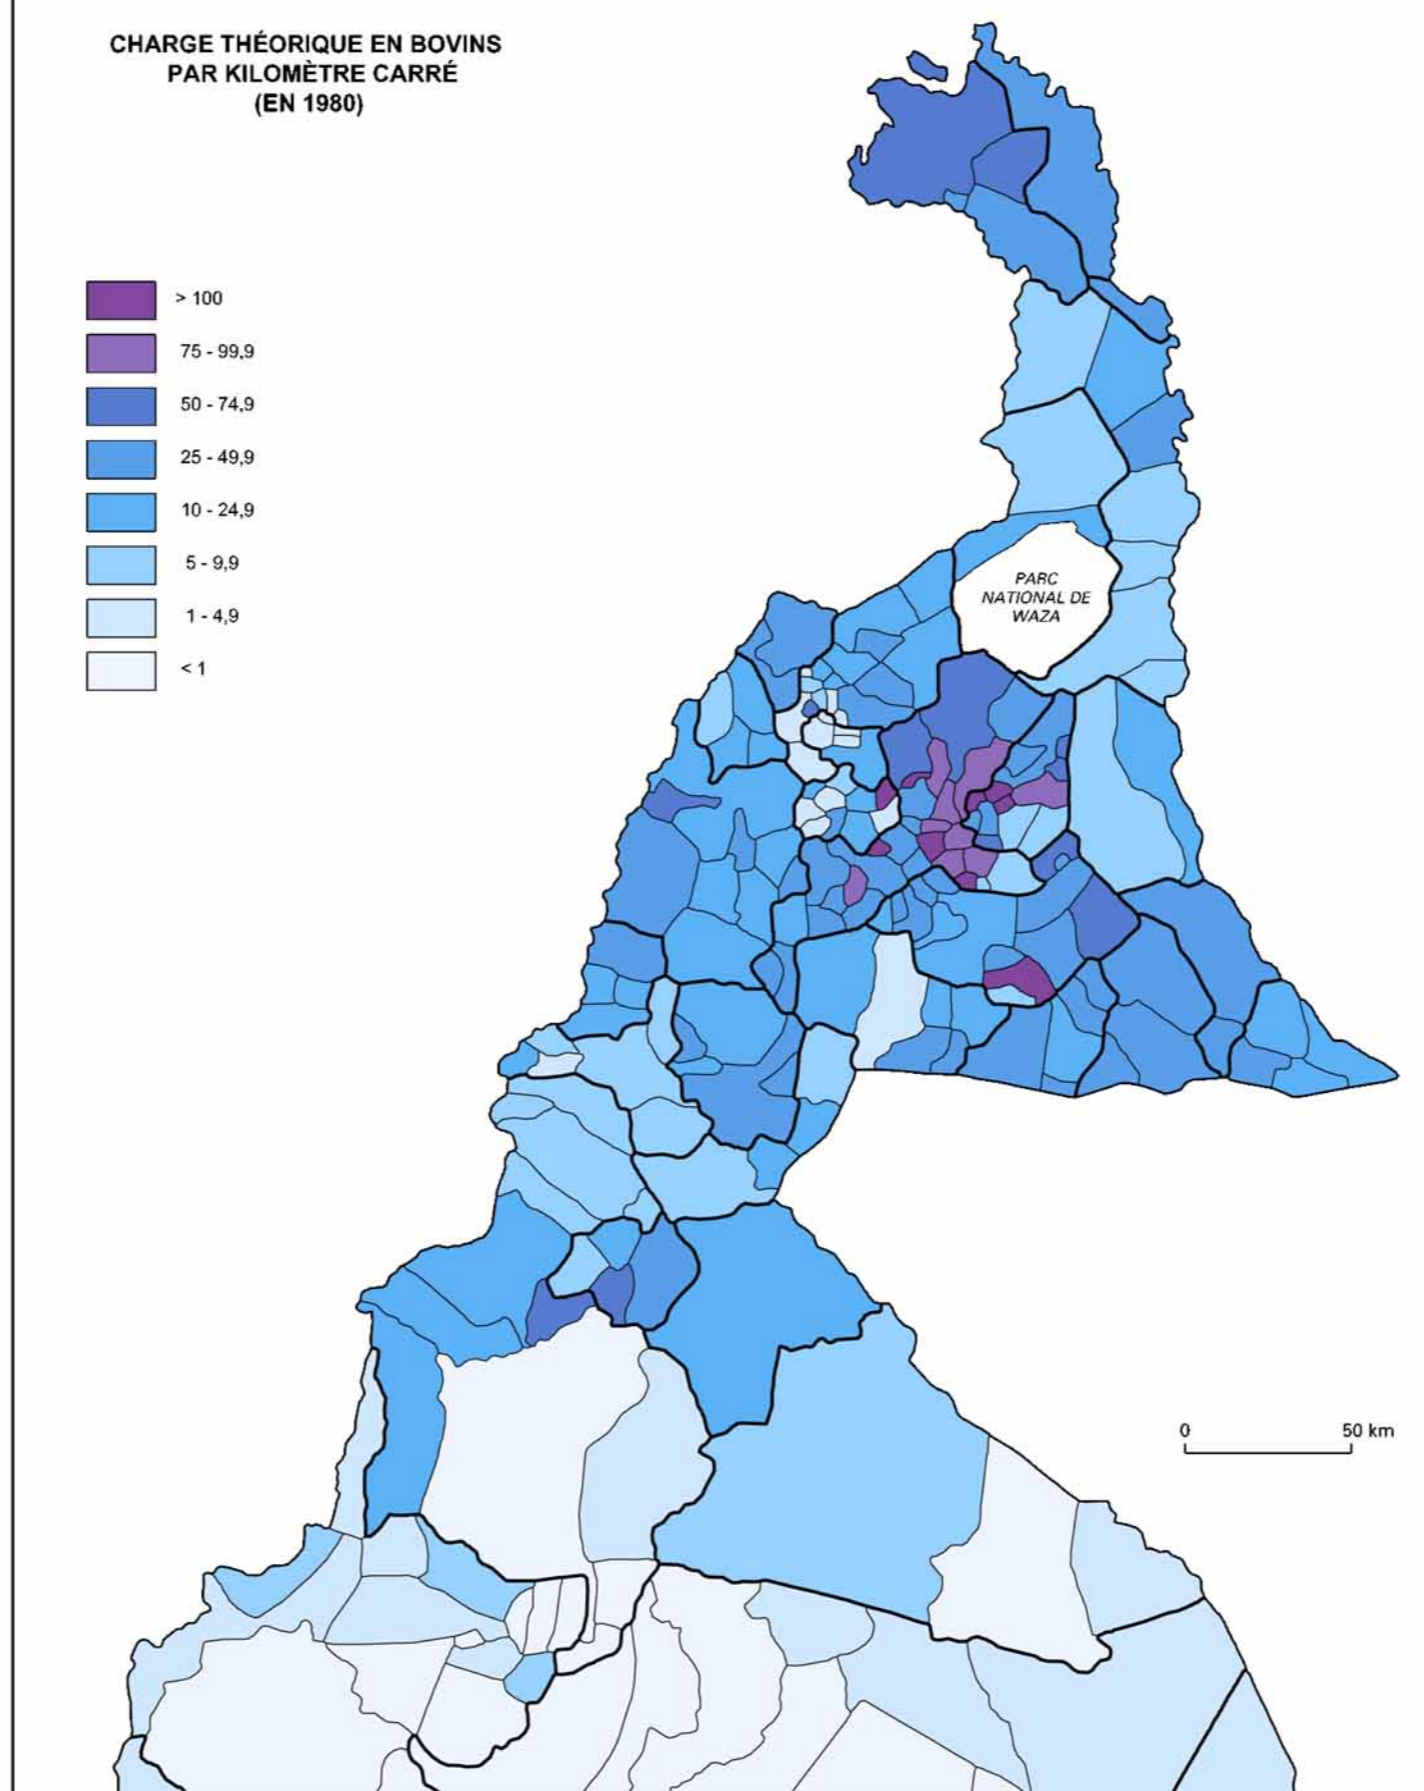 CHARGE THÉORIQUE EN BOVINS
PAR KILOMÈTRE CARRÉ
(EN 1980)
> 100
75 - 99,9
50 - 74,9
25 - 49,9
10 - 24,9
5 - 9,9
1 - 4,9
< 1
PARC
NATIONAL DE
WAZA
0 50 km